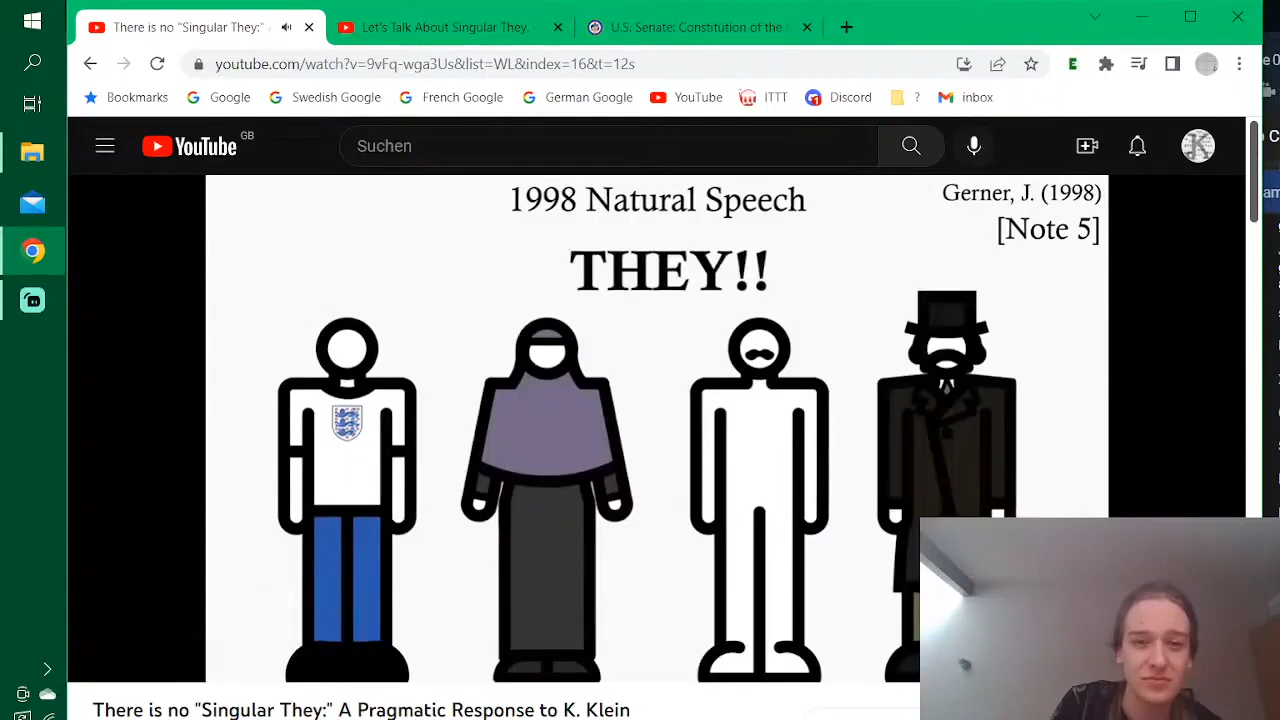 There is no "Singular They:" A
Let's Talk About Singular They.
U.S. Senate: Constitution of the
youtube.com/watch?v=9vFq-wga3Us&list=WL&index=16&t=12s
Bookmarks
Google
Swedish Google
French Google
German Google
YouTube
ITTT
Discord
?
inbox
YouTube GB
Suchen
1998 Natural Speech
Gerner, J. (1998)
[Note 5]
THEY!!
There is no "Singular They:" A Pragmatic Response to K. Klein